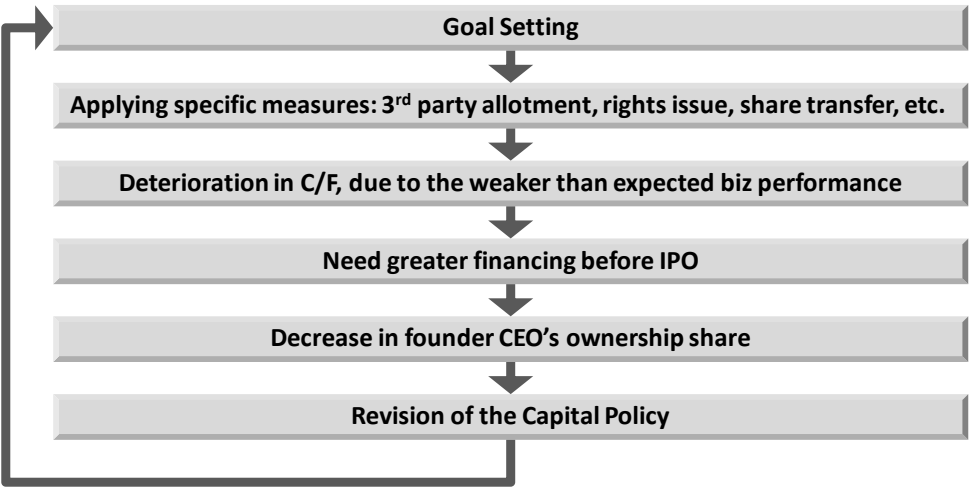 Goal Setting
Applying specific measures: 3rd party allotment, rights issue, share transfer, etc.
Deterioration in C/F, due to the weaker than expected biz performance
Need greater financing before IPO
Decrease in founder CEO’s ownership share
Revision of the Capital Policy